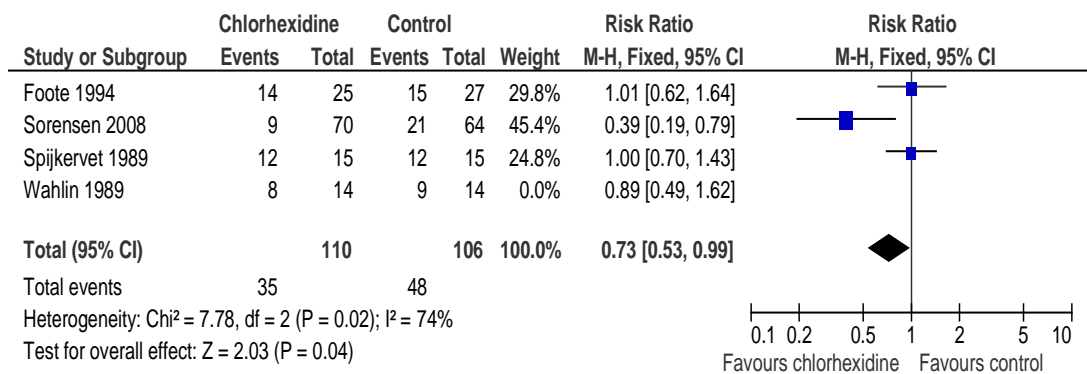 Chlorhexidine Control Risk Ratio Risk Ratio
Study or Subgroup Events Total Events Total Weight M-H, Fixed, 95% CI M-H, Fixed, 95% CI
Foote 1994 14 25 15 27 29.8% 1.01 [0.62, 1.64]
Sorensen 2008 9 70 21 64 45.4% 0.39 [0.19, 0.79]
Spijkervet 1989 12 15 12 15 24.8% 1.00 [0.70, 1.43]
Wahlin 1989 8 14 9 14 0.0% 0.89 [0.49, 1.62]
Total (95% CI) 110 106 100.0% 0.73 [0.53, 0.99]
Total events 35 48
Heterogeneity: Chi² = 7.78, df = 2 (P = 0.02); I² = 74%
Test for overall effect: Z = 2.03 (P = 0.04)
0.1 0.2 0.5 1 2 5 10
Favours chlorhexidine Favours control